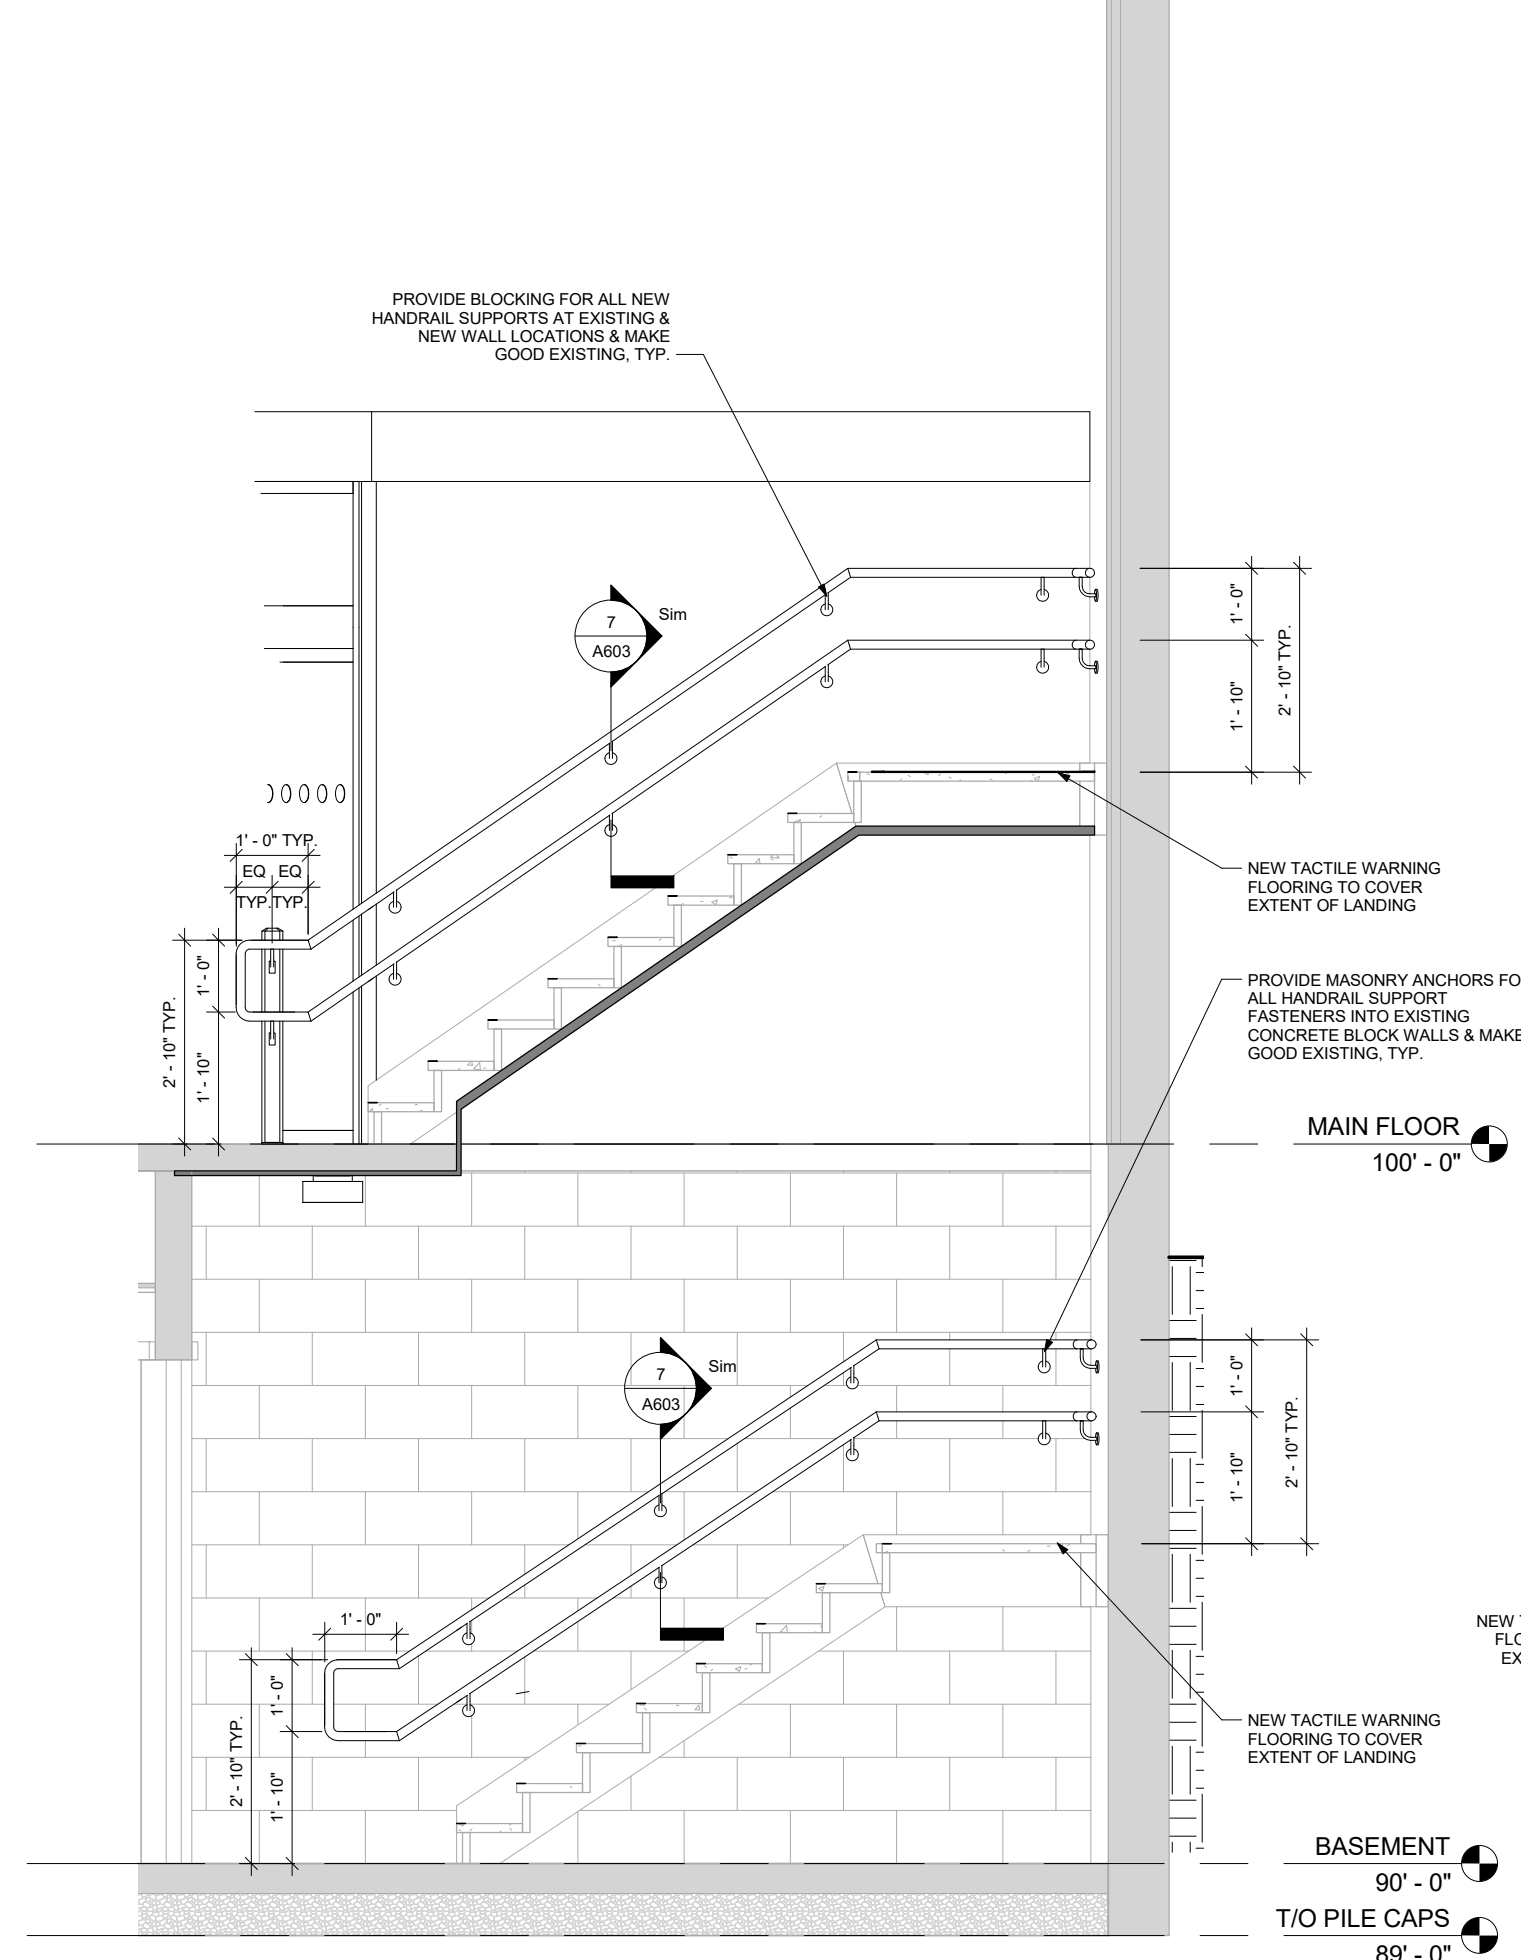 PROVIDE BLOCKING FOR ALL NEW
HANDRAIL SUPPORTS AT EXISTING &
NEW WALL LOCATIONS & MAKE
GOOD EXISTING, TYP.
7
A603
Sim
1' - 0"
1' - 10"
2' - 10" TYP.
1' - 0" TYP.
EQ EQ
TYP. TYP.
1' - 0"
1' - 10"
2' - 10" TYP.
NEW TACTILE WARNING
FLOORING TO COVER
EXTENT OF LANDING
PROVIDE MASONRY ANCHORS FO
ALL HANDRAIL SUPPORT
FASTENERS INTO EXISTING
CONCRETE BLOCK WALLS & MAKE
GOOD EXISTING, TYP.
MAIN FLOOR
100' - 0"
7
A603
Sim
1' - 0"
1' - 10"
2' - 10" TYP.
1' - 0"
1' - 0"
1' - 10"
2' - 10" TYP.
NEW
FLO
EX
NEW TACTILE WARNING
FLOORING TO COVER
EXTENT OF LANDING
BASEMENT
90' - 0"
T/O PILE CAPS
89' - 0"